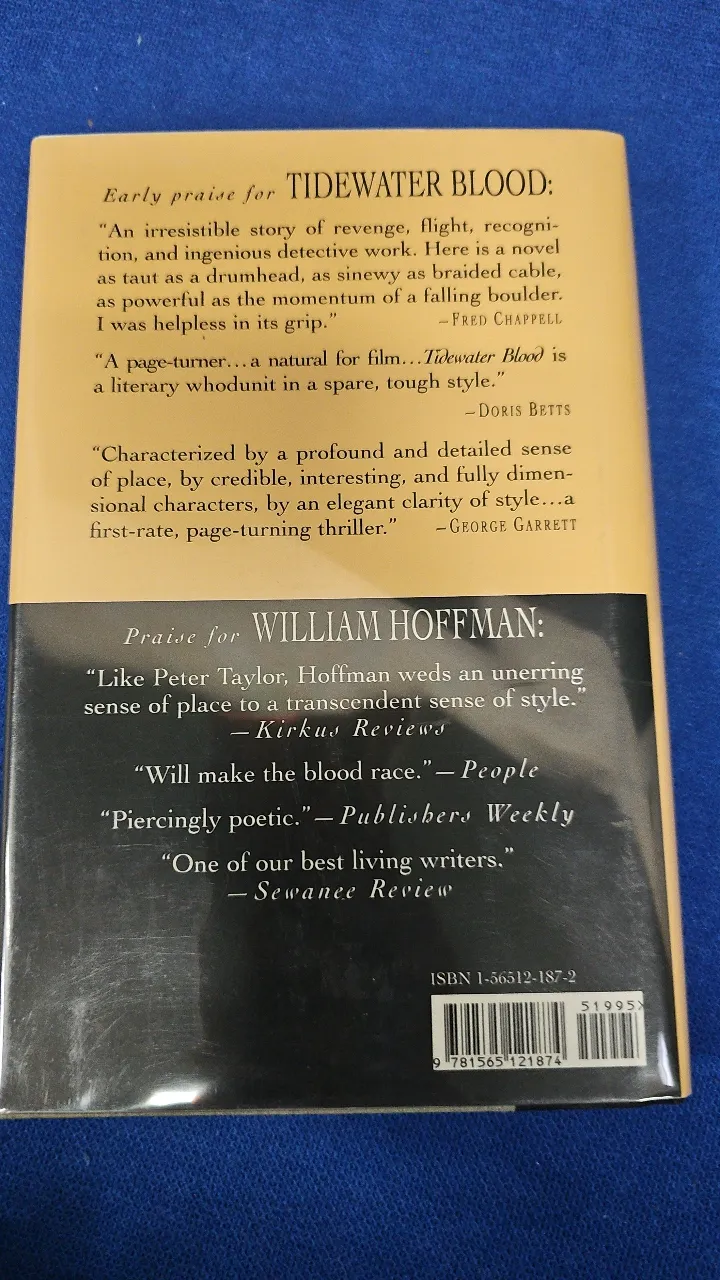 Early praise for TIDEWATER BLOOD:
“An irresistible story of revenge, flight, recogni-
tion, and ingenious detective work. Here is a novel
as taut as a drumhead, as sinewy as braided cable,
as powerful as the momentum of a falling boulder.
I was helpless in its grip.” –FRED CHAPPELL
“A page-turner...a natural for film...Tidewater Blood is
a literary whodunit in a spare, tough style.”
–DORIS BETTS
“Characterized by a profound and detailed sense
of place, by credible, interesting, and fully dimen-
sional characters, by an elegant clarity of style...a
first-rate, page-turning thriller.” –GEORGE GARRETT
Praise for WILLIAM HOFFMAN:
“Like Peter Taylor, Hoffman weds an unerring
sense of place to a transcendent sense of style.”
—Kirkus Reviews
“Will make the blood race.”—People
“Piercingly poetic.”—Publishers Weekly
“One of our best living writers.”
—Sewanee Review
ISBN 1-56512-187-2
51995>
9 781565 121874